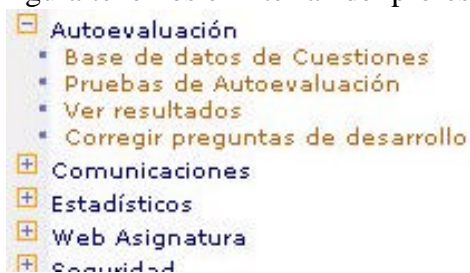 Autoevaluación
Base de datos de Cuestiones
Pruebas de Autoevaluación
Ver resultados
Corregir preguntas de desarrollo
Comunicaciones
Estadísticos
Web Asignatura
Seguridad